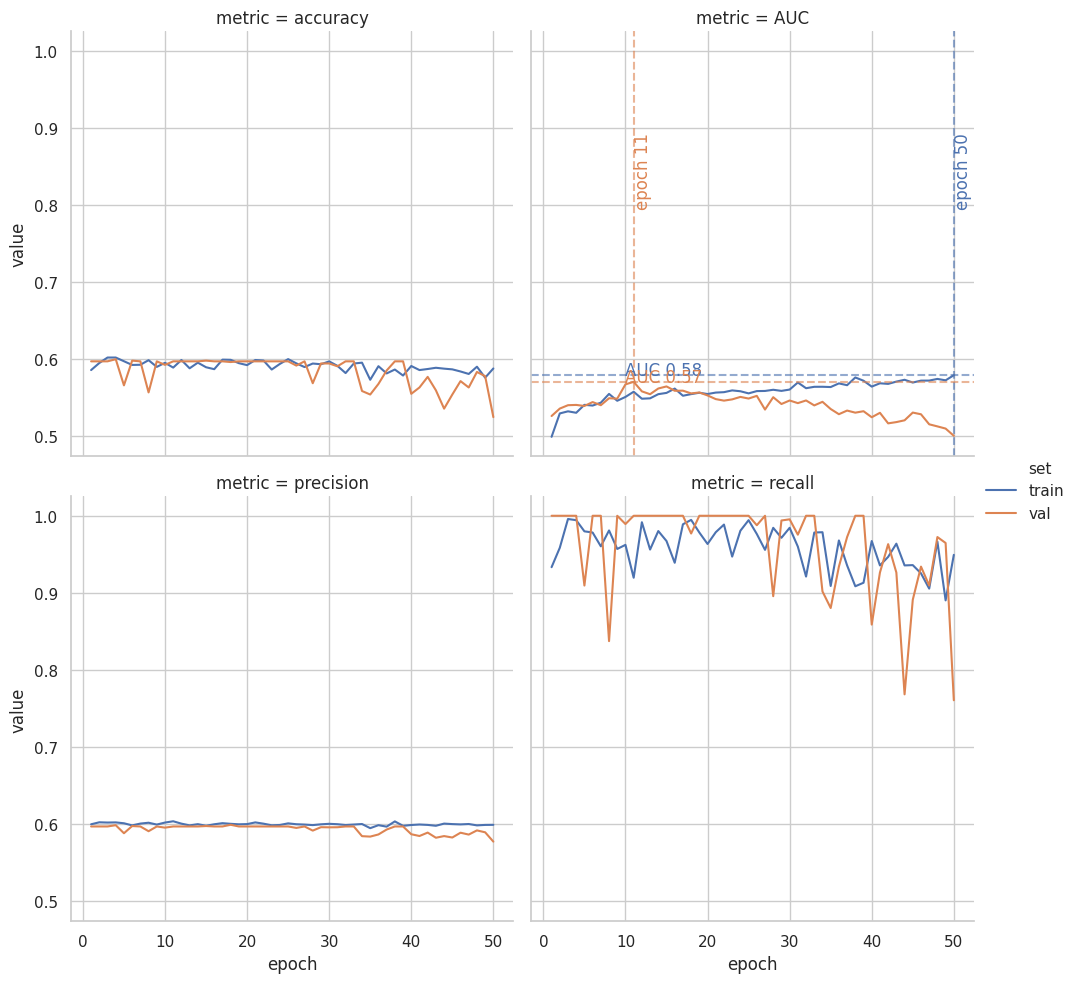 metric = accuracy
metric = AUC
1.0
0.9
0.8
0.7
0.6
0.5
value
epoch 11
epoch 50
AUC 0.58
AUC 0.57
metric = precision
metric = recall
set
train
val
1.0
0.9
0.8
0.7
0.6
0.5
value
0 10 20 30 40 50
0 10 20 30 40 50
epoch
epoch